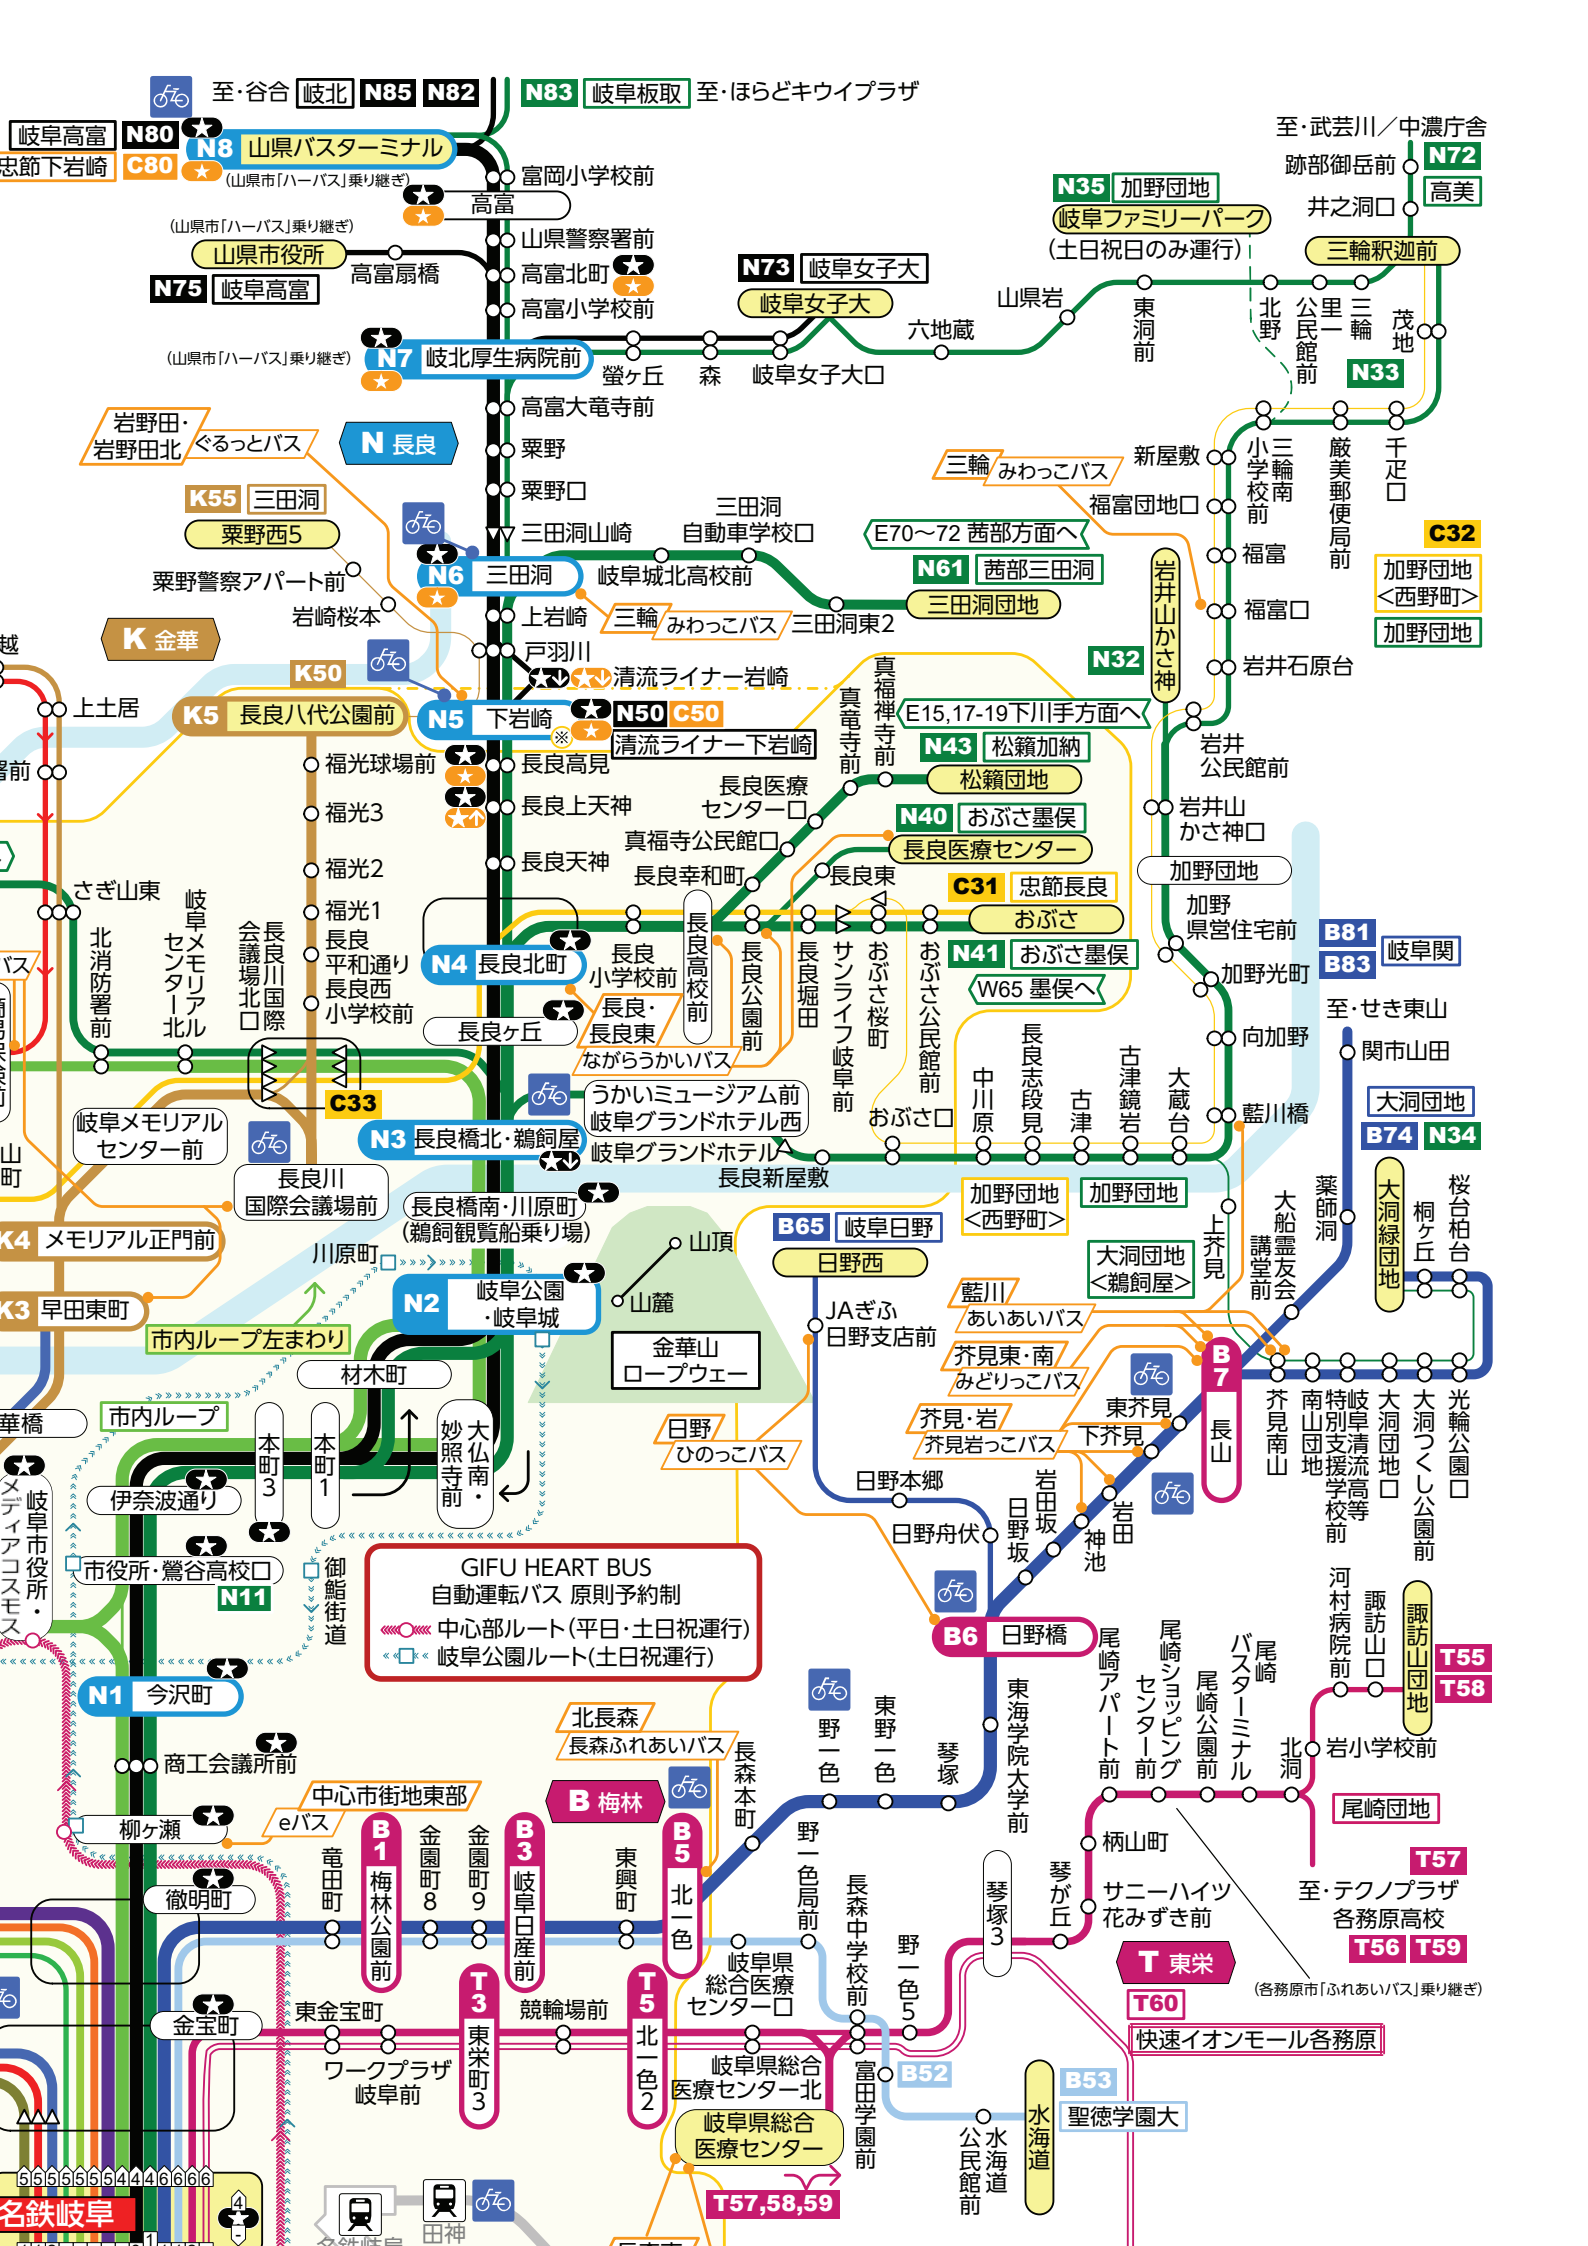 至・谷合 岐北 N85 N82 N83 岐阜板取 至・ほらどキウイプラザ
岐阜高富 N80
忠節下岩崎 C80
N8 山県バスターミナル
(山県市「ハーバス」乗り継ぎ)
富岡小学校前
高富
(山県市「ハーバス」乗り継ぎ)
山県市役所
高富扇橋
N75 岐阜高富
山県警察署前
高富北町
高富小学校前
(山県市「ハーバス」乗り継ぎ)
N7 岐北厚生病院前
N73 岐阜女子大
岐阜女子大
螢ヶ丘
森
岐阜女子大口
六地蔵
山県岩
東洞前
N35 加野団地
岐阜ファミリーパーク
(土日祝日のみ運行)
至・武芸川／中濃庁舎
跡部御岳前
N72
高美
井之洞口
三輪釈迦前
北野
公民館前
里一
三輪
茂地
N33
高富大竜寺前
粟野
粟野口
三田洞山崎
岩野田・
岩野田北
ぐるっとバス
N 長良
K55 三田洞
粟野西5
粟野警察アパート前
岩崎桜本
N6 三田洞
三田洞
自動車学校口
岐阜城北高校前
三田洞東2
E70～72 茜部方面へ
N61 茜部三田洞
三田洞団地
三輪
みわっこバス
三輪
みわっこバス
新屋敷
福富団地口
小学校前
三輪南
厳美郵便局前
千疋口
福富
福富口
岩井石原台
C32
加野団地
<西野町>
加野団地
岩井山かさ神
N32
岩井
公民館前
岩井山
かさ神口
加野団地
加野
県営住宅前
加野光町
向加野
藍川橋
K 金華
越
上土居
K50
K5 長良八代公園前
上岩崎
戸羽川
清流ライナー岩崎
N5 下岩崎
※
N50 C50
清流ライナー下岩崎
長良高見
長良上天神
長良天神
福光球場前
福光3
福光2
福光1
長良
平和通り
長良西
小学校前
さぎ山東
北消防署前
岐阜メモリアル
センター北
長良川国際
会議場北口
真竜寺前
真福禅寺前
E15,17-19下川手方面へ
N43 松籟加納
松籟団地
長良医療
センター口
真福寺公民館口
長良幸和町
N40 おぶさ墨俣
長良医療センター
長良東
C31 忠節長良
おぶさ
N41 おぶさ墨俣
W65 墨俣へ
N4 長良北町
長良ヶ丘
長良
小学校前
長良高校前
長良公園前
長良堀田
サンライフ岐阜前
おぶさ桜町
おぶさ公民館前
長良・
長良東
ながらうかいバス
C33
岐阜メモリアル
センター前
長良川
国際会議場前
N3 長良橋北・鵜飼屋
うかいミュージアム前
岐阜グランドホテル西
岐阜グランドホテル
長良新屋敷
おぶさ口
中川原
長良志段見
古津
古津鏡岩
大蔵台
長良橋南・川原町
(鵜飼観覧船乗り場)
加野団地
<西野町>
加野団地
B81
B83
岐阜関
至・せき東山
関市山田
大洞団地
B74 N34
大洞緑団地
桐ヶ丘
桜台柏台
薬師洞
大船霊友会
講堂前
上芥見
大洞団地
<鵜飼屋>
K4 メモリアル正門前
K3 早田東町
川原町
N2 岐阜公園
・岐阜城
山頂
山麓
金華山
ロープウェー
市内ループ左まわり
市内ループ
材木町
本町3
本町1
妙照寺前
大仏南・
伊奈波通り
市役所・鶯谷高校口
N11
岐阜市役所・
メディアコスモス
御鮨街道
B65 岐阜日野
日野西
JAぎふ
日野支店前
日野本郷
日野舟伏
日野
ひのっこバス
藍川
あいあいバス
芥見東・南
みどりっこバス
芥見・岩
芥見岩っこバス
東芥見
下芥見
岩田
神池
岩田坂
日野坂
B7 長山
芥見南山
南山団地
岐阜清流高等
特別支援学校前
大洞団地口
大洞つくし公園前
光輪公園口
GIFU HEART BUS
自動運転バス 原則予約制
中心部ルート(平日・土日祝運行)
岐阜公園ルート(土日祝運行)
N1 今沢町
商工会議所前
柳ヶ瀬
中心市街地東部
eバス
徹明町
金宝町
B6 日野橋
東海学院大学前
琴塚
東野一色
野一色
長森本町
北長森
長森ふれあいバス
B 梅林
B1 梅林公園前
竜田町
金園町8
金園町9
B3 岐阜日産前
東興町
B5 北一色
野一色局前
岐阜県
総合医療
センター口
長森中学校前
野一色5
琴塚3
琴が丘
サニーハイツ
花みずき前
柄山町
尾崎アパート前
尾崎ショッピング
センター前
尾崎公園前
尾崎
バスターミナル
北洞
岩小学校前
河村病院前
諏訪山口
諏訪山団地
T55
T58
尾崎団地
T57
至・テクノプラザ
各務原高校
T56 T59
T 東栄
(各務原市「ふれあいバス」乗り継ぎ)
T60
快速イオンモール各務原
東金宝町
ワークプラザ
岐阜前
T3 東栄町3
競輪場前
T5 北一色2
岐阜県総合
医療センター北
岐阜県総合
医療センター
T57,58,59
富田学園前
B52
B53
聖徳学園大
水海道
公民館前
水海道
5 5 5 5 5 5 5 4 4 4 6 6 6 6
名鉄岐阜
4
1
田神